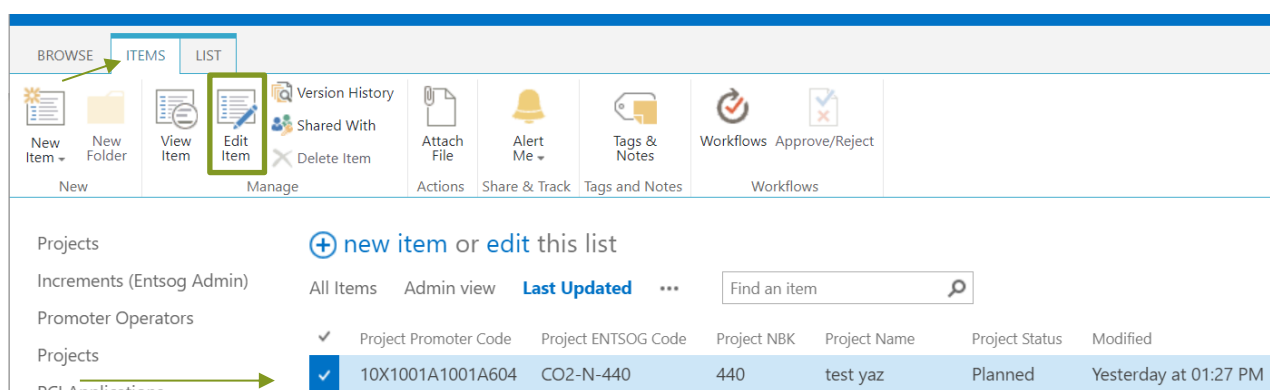 BROWSE ITEMS LIST
New Item
New Folder
View Item
Edit Item
Version History
Shared With
Delete Item
Attach File
Alert Me
Tags & Notes
Workflows
Approve/Reject
New
Manage
Actions
Share & Track
Tags and Notes
Workflows
Projects
Increments (Entsog Admin)
Promoter Operators
Projects
PCI Applications
new item or edit this list
All Items Admin view Last Updated ...
Find an item
Project Promoter Code Project ENTSOG Code Project NBK Project Name Project Status Modified
10X1001A1001A604 CO2-N-440 440 test yaz Planned Yesterday at 01:27 PM